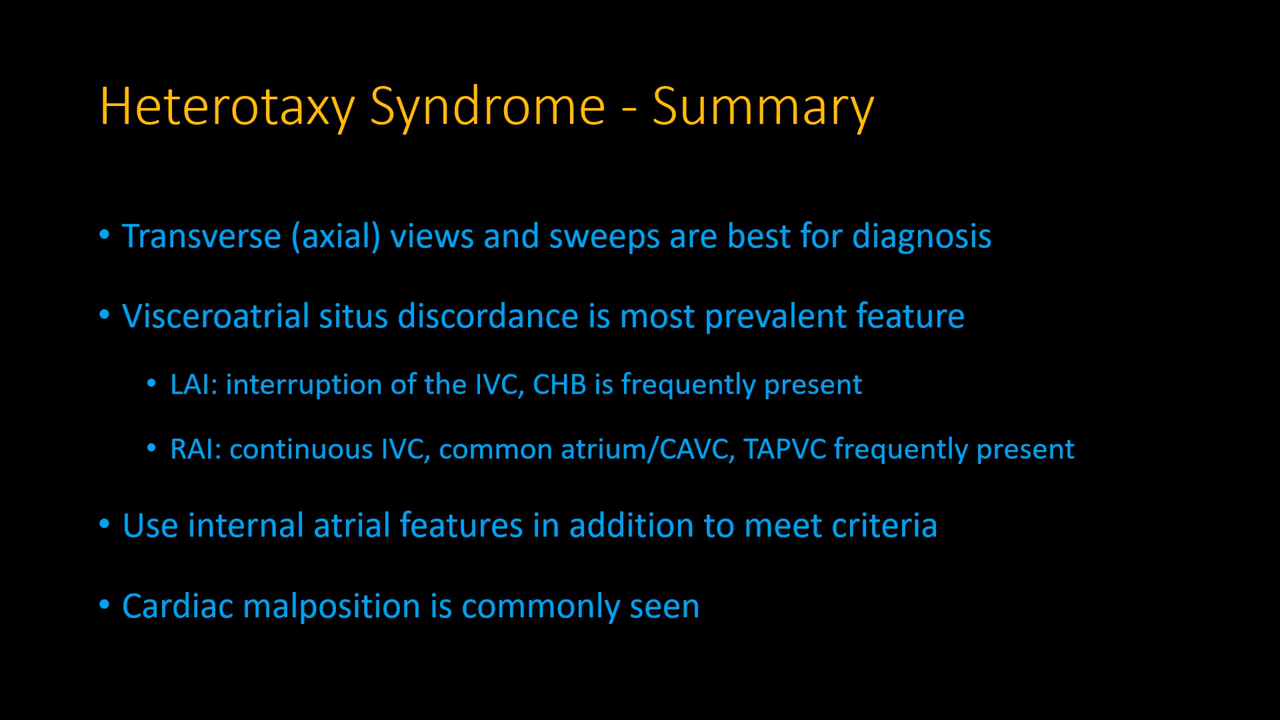 Heterotaxy Syndrome - Summary
• Transverse (axial) views and sweeps are best for diagnosis
• Visceroatrial situs discordance is most prevalent feature
• LAI: interruption of the IVC, CHB is frequently present
• RAI: continuous IVC, common atrium/CAVC, TAPVC frequently present
• Use internal atrial features in addition to meet criteria
• Cardiac malposition is commonly seen